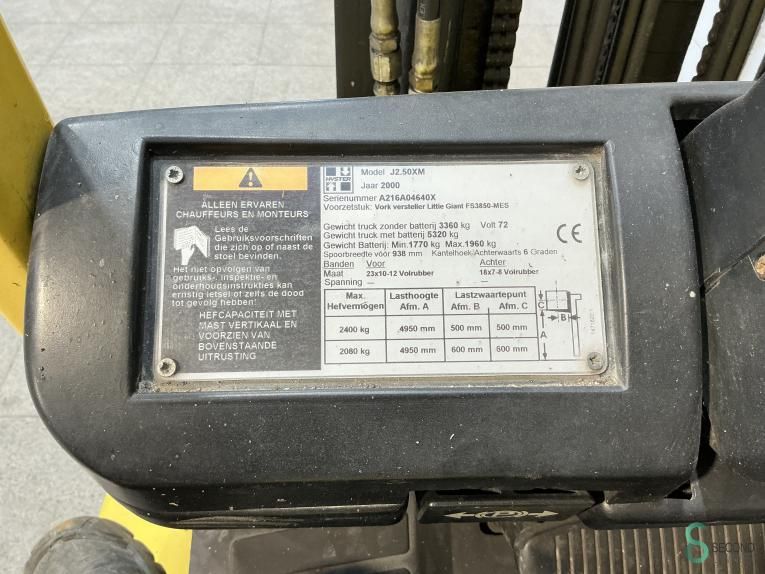 ALLEEN ERVAREN
CHAUFFEURS EN MONTEURS
Lees de
Gebruiksvoorschriften
die zich op of naast de
stoel bevinden.
Het niet opvolgen van
gebruiks-, inspektie- en
onderhoudsinstrukties kan
ernstig letsel of zelfs de dood
tot gevolg hebben!
HEFCAPACITEIT MET
MAST VERTIKAAL EN
VOORZIEN VAN
BOVENSTAANDE
UITRUSTING
HYSTER
Model J2.50XM
Jaar 2000
Serienummer A216A04640X
Voorzetstuk: Vork versteller Little Giant FS3850-MES
Gewicht truck zonder batterij 3360 kg Volt 72
Gewicht truck met batterij 5320 kg
Gewicht Batterij: Min.1770 kg Max.1960 kg
Spoorbreedte vóór 938 mm Kantelhoek Achterwaarts 6 Graden
CE
Banden Voor Achter
Maat 23x10-12 Volrubber 18x7-8 Volrubber
Spanning — —
Max. Hefvermogen Lasthoogte Afm. A Lastzwaartepunt Afm. B Afm. C
2400 kg 4950 mm 500 mm 500 mm
2080 kg 4950 mm 600 mm 600 mm
C
B
A
P
S SECOND